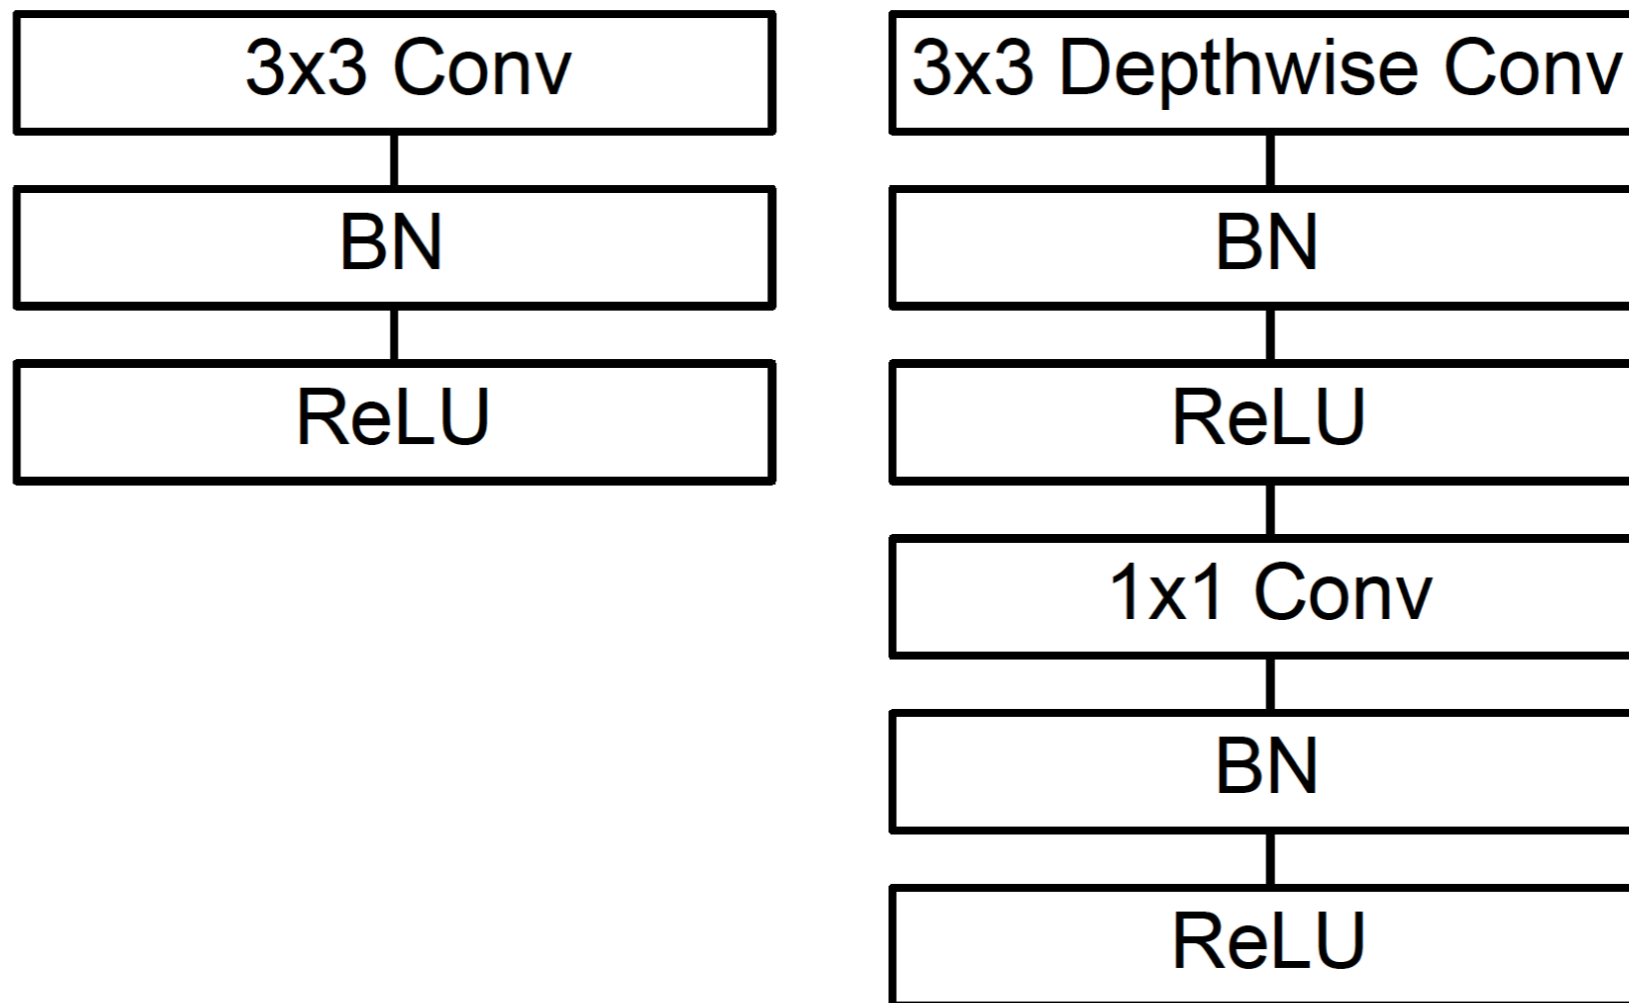 3x3 Conv
BN
ReLU
3x3 Depthwise Conv
BN
ReLU
1x1 Conv
BN
ReLU